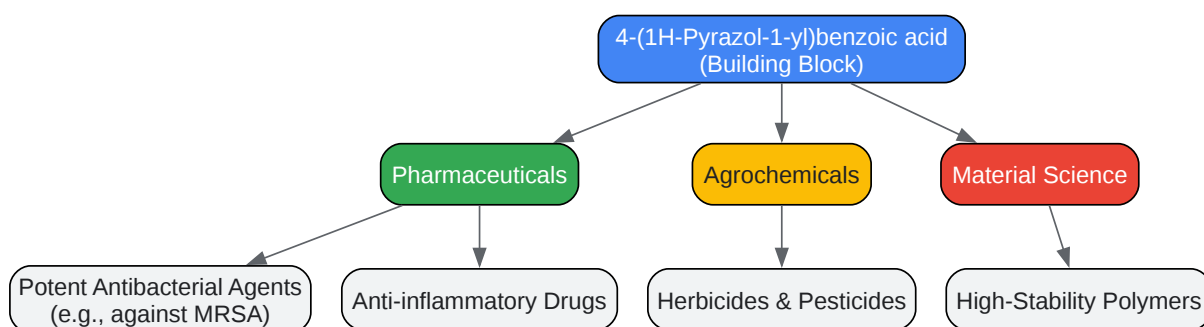 4-(1H-Pyrazol-1-yl)benzoic acid
(Building Block)
Pharmaceuticals
Agrochemicals
Material Science
Potent Antibacterial Agents
(e.g., against MRSA)
Anti-inflammatory Drugs
Herbicides & Pesticides
High-Stability Polymers